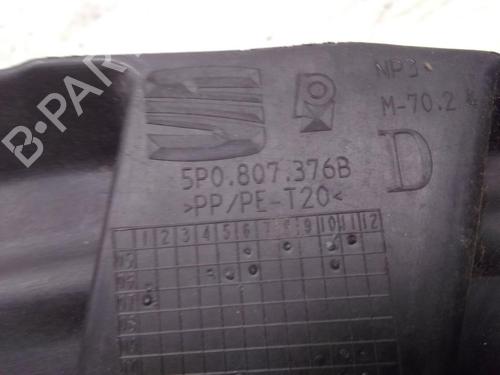 NP3
M-70.2
5P0.807.376B
D
>PP/PE-T20<
1 2 3 4 5 6 7 8 9 10 11 12
B-PARTS